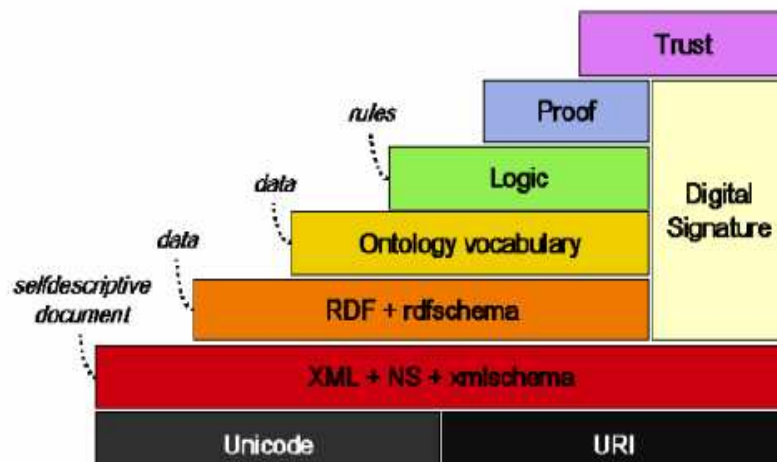 Trust
Proof
rules
Logic
data
Digital
Signature
Ontology vocabulary
data
RDF + rdfschema
selfdescriptive
document
XML + NS + xmlschema
Unicode
URI